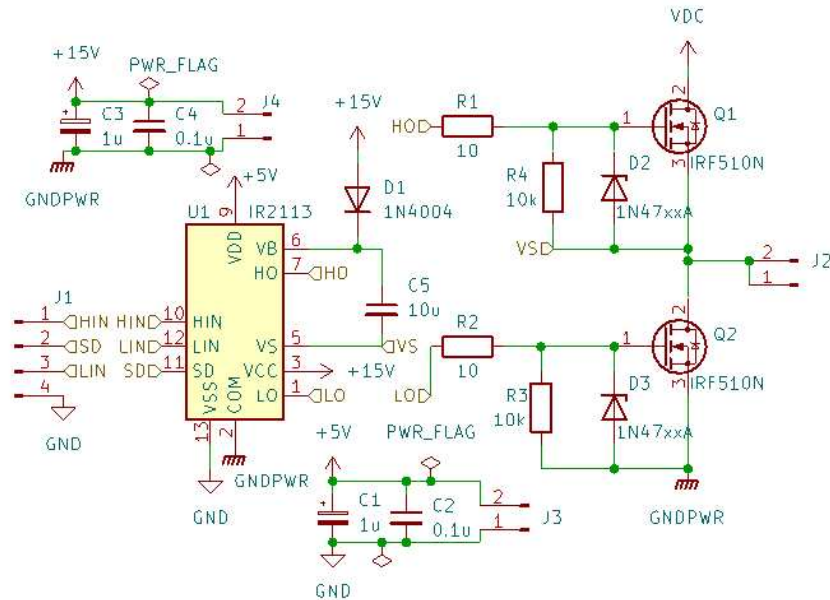 VDC
+15V
PWR_FLAG
C3
1u
C4
0.1u
J4
2
1
GNDPWR
+15V
D1
1N4004
+5V
U1
IR2113
9
VDD
VB
6
HO
7
HO
C5
10u
J1
1
HIN
HIN
10
HIN
2
SD
LIN
12
LIN
3
LIN
SD
11
SD
4
GND
VS
5
VS
VCC
3
+15V
LO
1
LO
VSS
COM
13
2
GNDPWR
GND
HO
R1
10
R4
10k
D2
1N47xxA
1
2
3
Q1
IRF510N
VS
2
1
J2
R2
10
LO
R3
10k
D3
1N47xxA
1
2
3
Q2
IRF510N
GNDPWR
+5V
PWR_FLAG
C1
1u
C2
0.1u
2
1
J3
GND